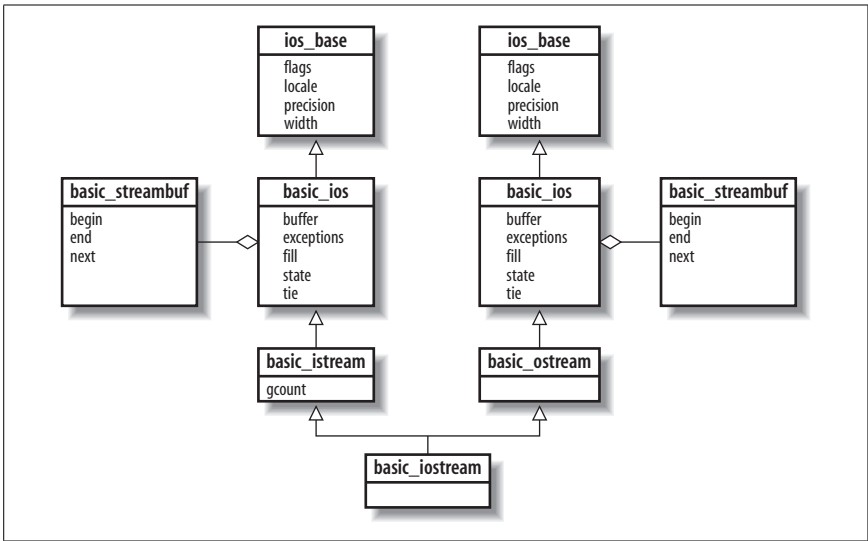 ios_base
flags
locale
precision
width
ios_base
flags
locale
precision
width
basic_streambuf
begin
end
next
basic_ios
buffer
exceptions
fill
state
tie
basic_ios
buffer
exceptions
fill
state
tie
basic_streambuf
begin
end
next
basic_istream
gcount
basic_ostream
basic_iostream